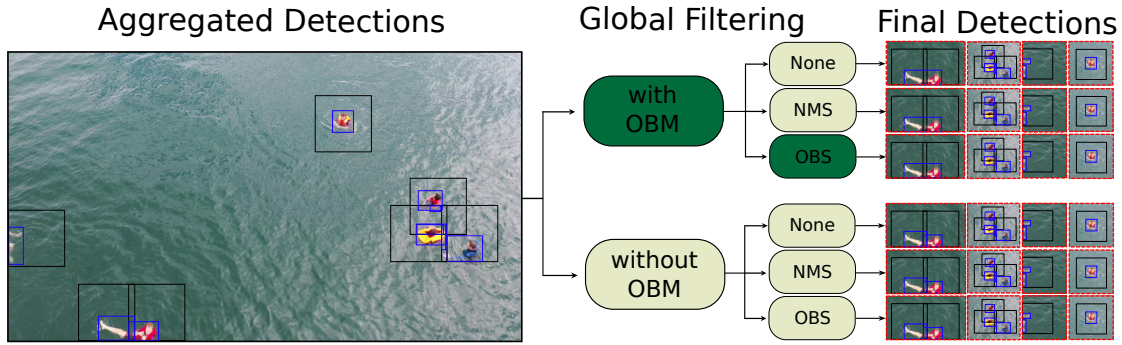 Aggregated Detections
Global Filtering
Final Detections
with
OBM
None
NMS
OBS
without
OBM
None
NMS
OBS